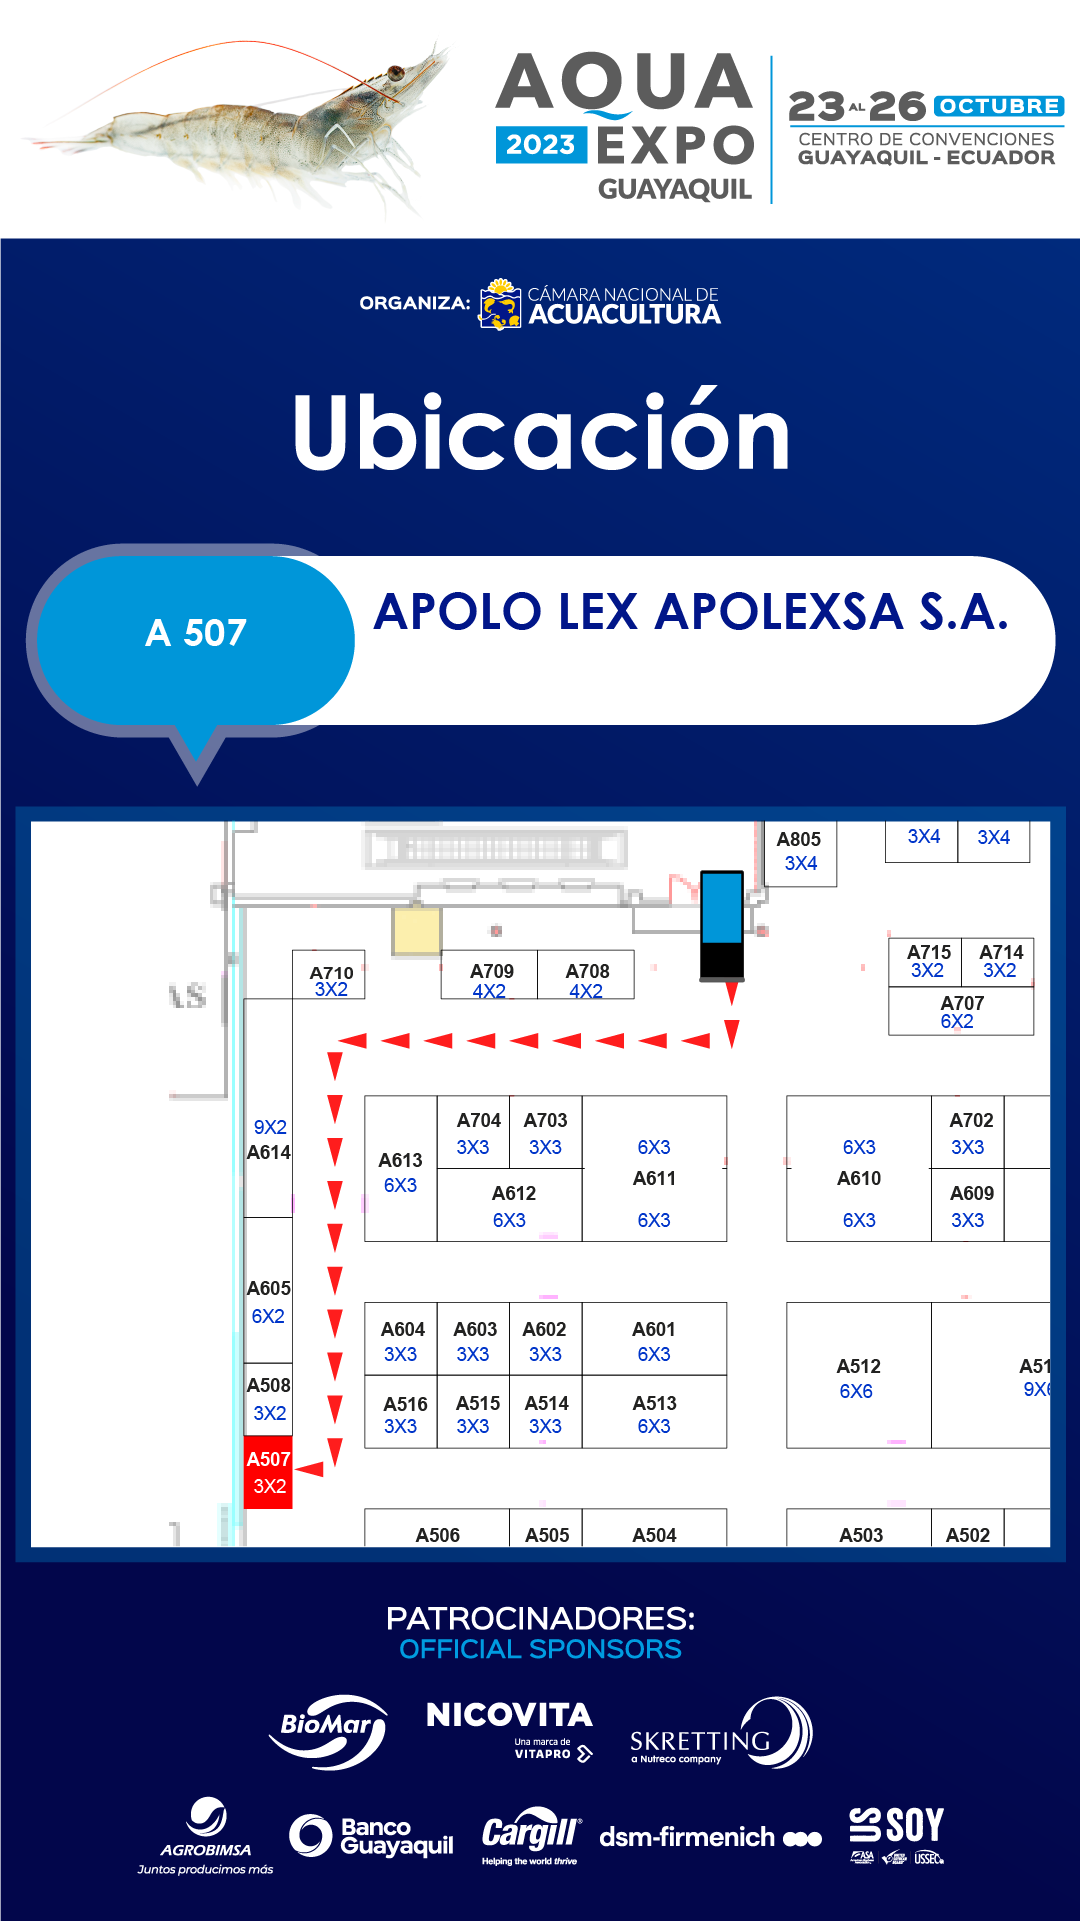 AQUA
2023 EXPO
GUAYAQUIL
23 AL 26 OCTUBRE
CENTRO DE CONVENCIONES
GUAYAQUIL - ECUADOR
ORGANIZA:
CÁMARA NACIONAL DE
ACUACULTURA
Ubicación
A 507
APOLO LEX APOLEXSA S.A.
A805
3X4
3X4
3X4
A710
3X2
A709
4X2
A708
4X2
A715
3X2
A714
3X2
A707
6X2
AS
9X2
A614
A613
6X3
A704
3X3
A703
3X3
A612
6X3
6X3
A611
6X3
6X3
A610
6X3
A702
3X3
A609
3X3
A605
6X2
A604
3X3
A603
3X3
A602
3X3
A601
6X3
A508
3X2
A516
3X3
A515
3X3
A514
3X3
A513
6X3
A512
6X6
A51
9X6
A507
3X2
A506
A505
A504
A503
A502
PATROCINADORES:
OFFICIAL SPONSORS
BioMar
NICOVITA
Una marca de
VITAPRO
SKRETTING
a Nutreco company
AGROBIMSA
Juntos producimos más
Banco
Guayaquil
Cargill®
Helping the world thrive
dsm-firmenich
US SOY
ASA
USSEC